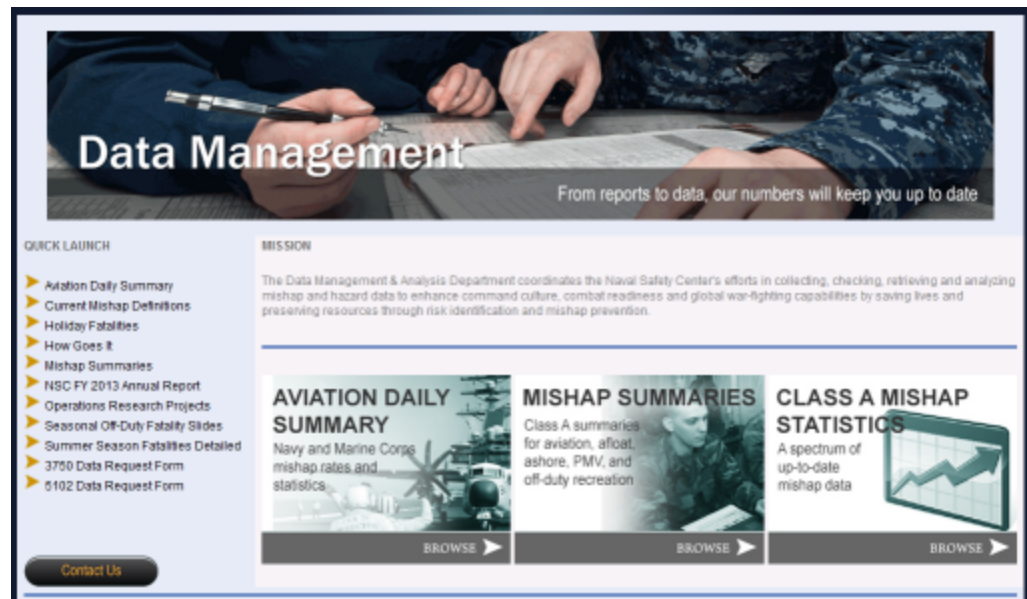 Data Management
From reports to data, our numbers will keep you up to date
QUICK LAUNCH
Aviation Daily Summary
Current Mishap Definitions
Holiday Fatalities
How Goes It
Mishap Summaries
NSC FY 2013 Annual Report
Operations Research Projects
Seasonal Off-Duty Fatality Slides
Summer Season Fatalities Detailed
3750 Data Request Form
5102 Data Request Form
Contact Us
MISSION
The Data Management & Analysis Department coordinates the Naval Safety Center's efforts in collecting, checking, retrieving and analyzing
mishap and hazard data to enhance command culture, combat readiness and global war-fighting capabilities by saving lives and
preserving resources through risk identification and mishap prevention.
AVIATION DAILY
SUMMARY
Navy and Marine Corps
mishap rates and
statistics
BROWSE
MISHAP SUMMARIES
Class A summaries
for aviation, afloat,
ashore, PMV, and
off-duty recreation
BROWSE
CLASS A MISHAP
STATISTICS
A spectrum of
up-to-date
mishap data
BROWSE